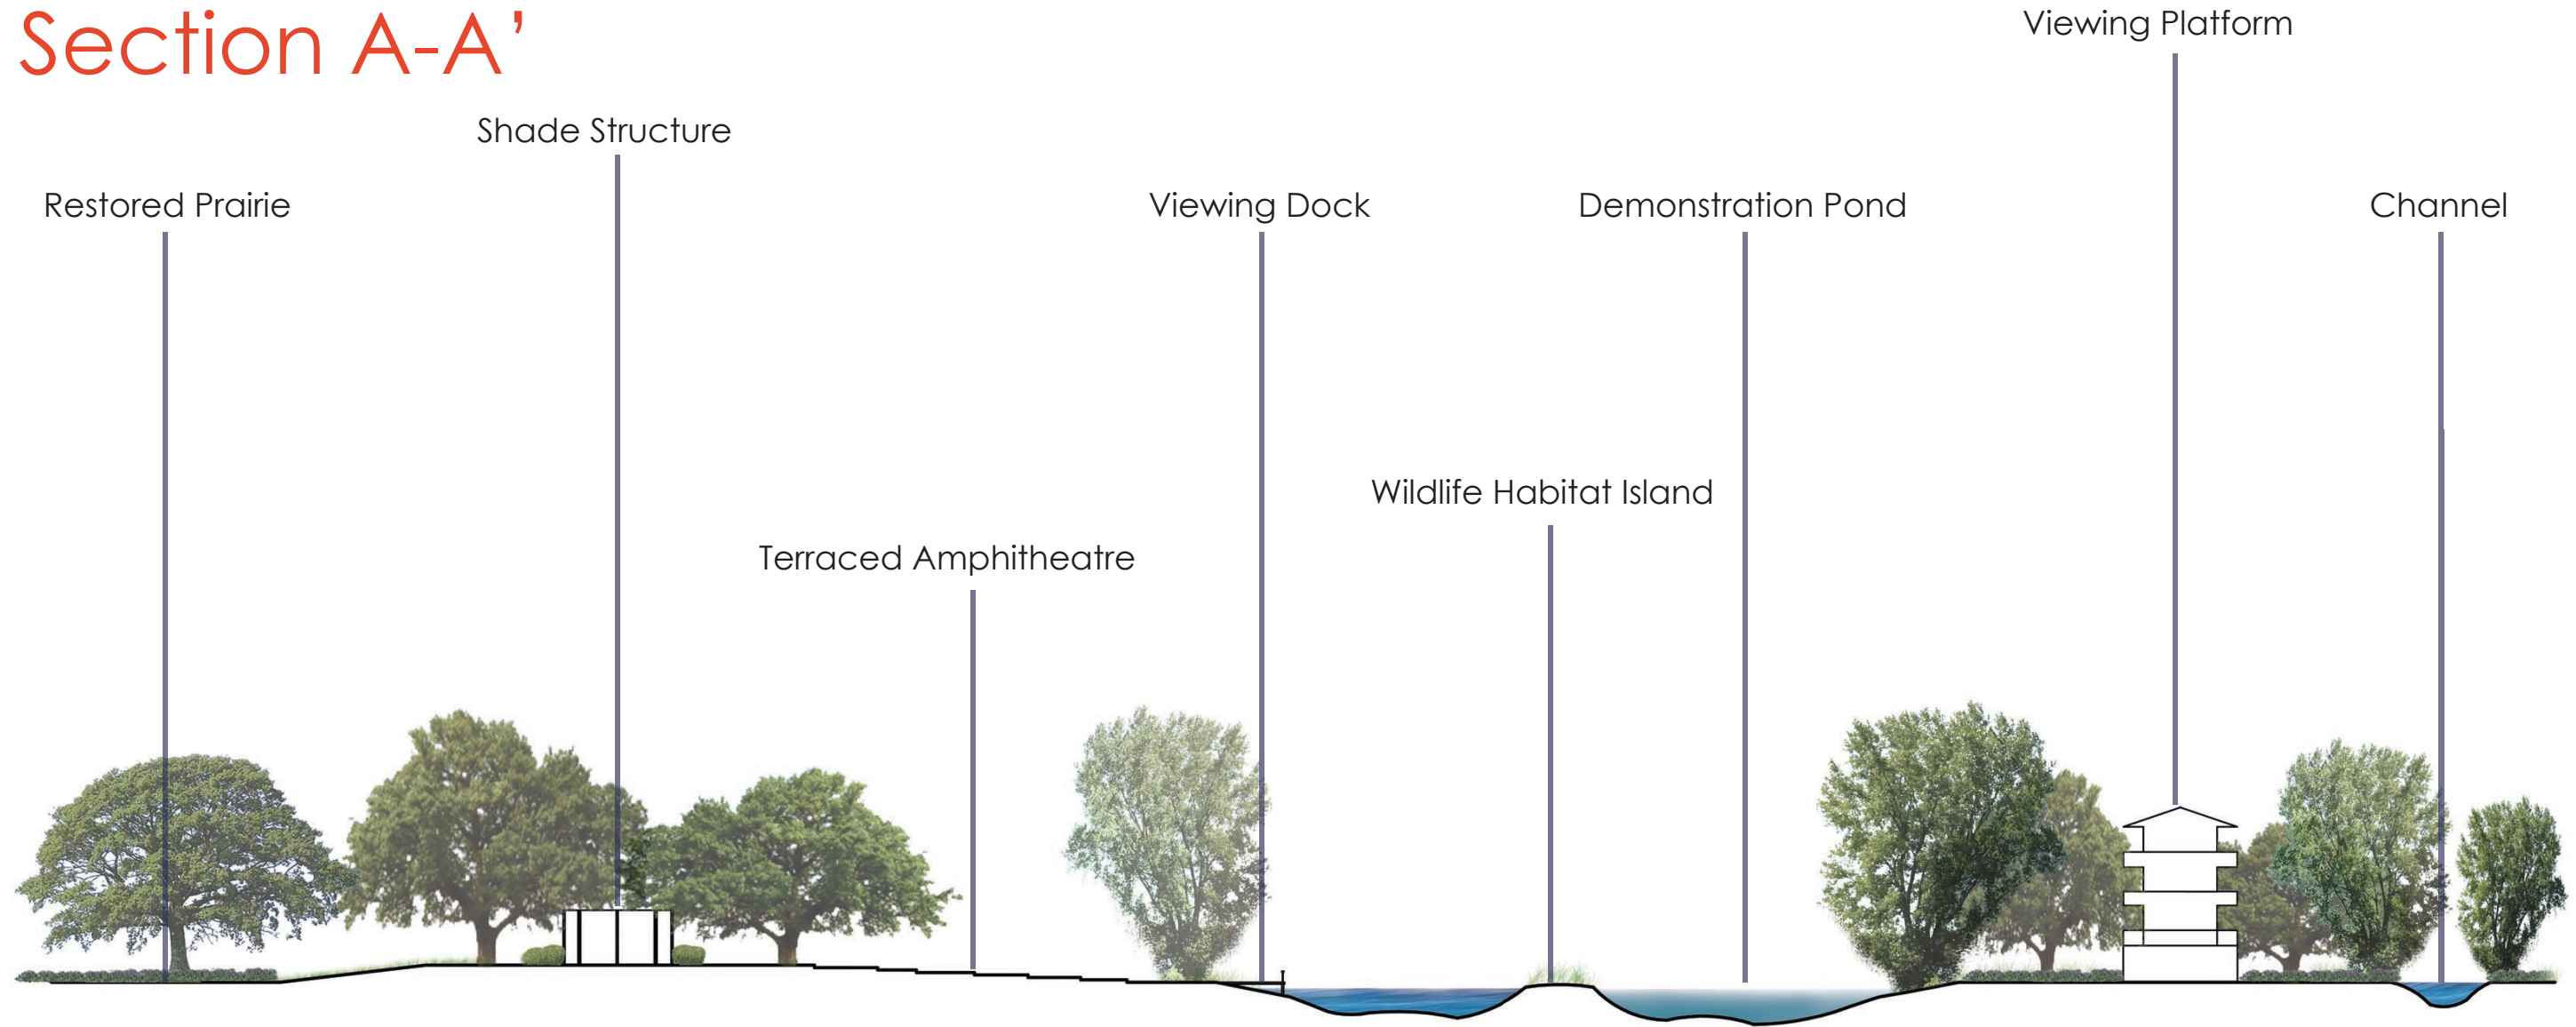 Section A-A’
Viewing Platform
Shade Structure
Restored Prairie
Viewing Dock
Demonstration Pond
Channel
Wildlife Habitat Island
Terraced Amphitheatre